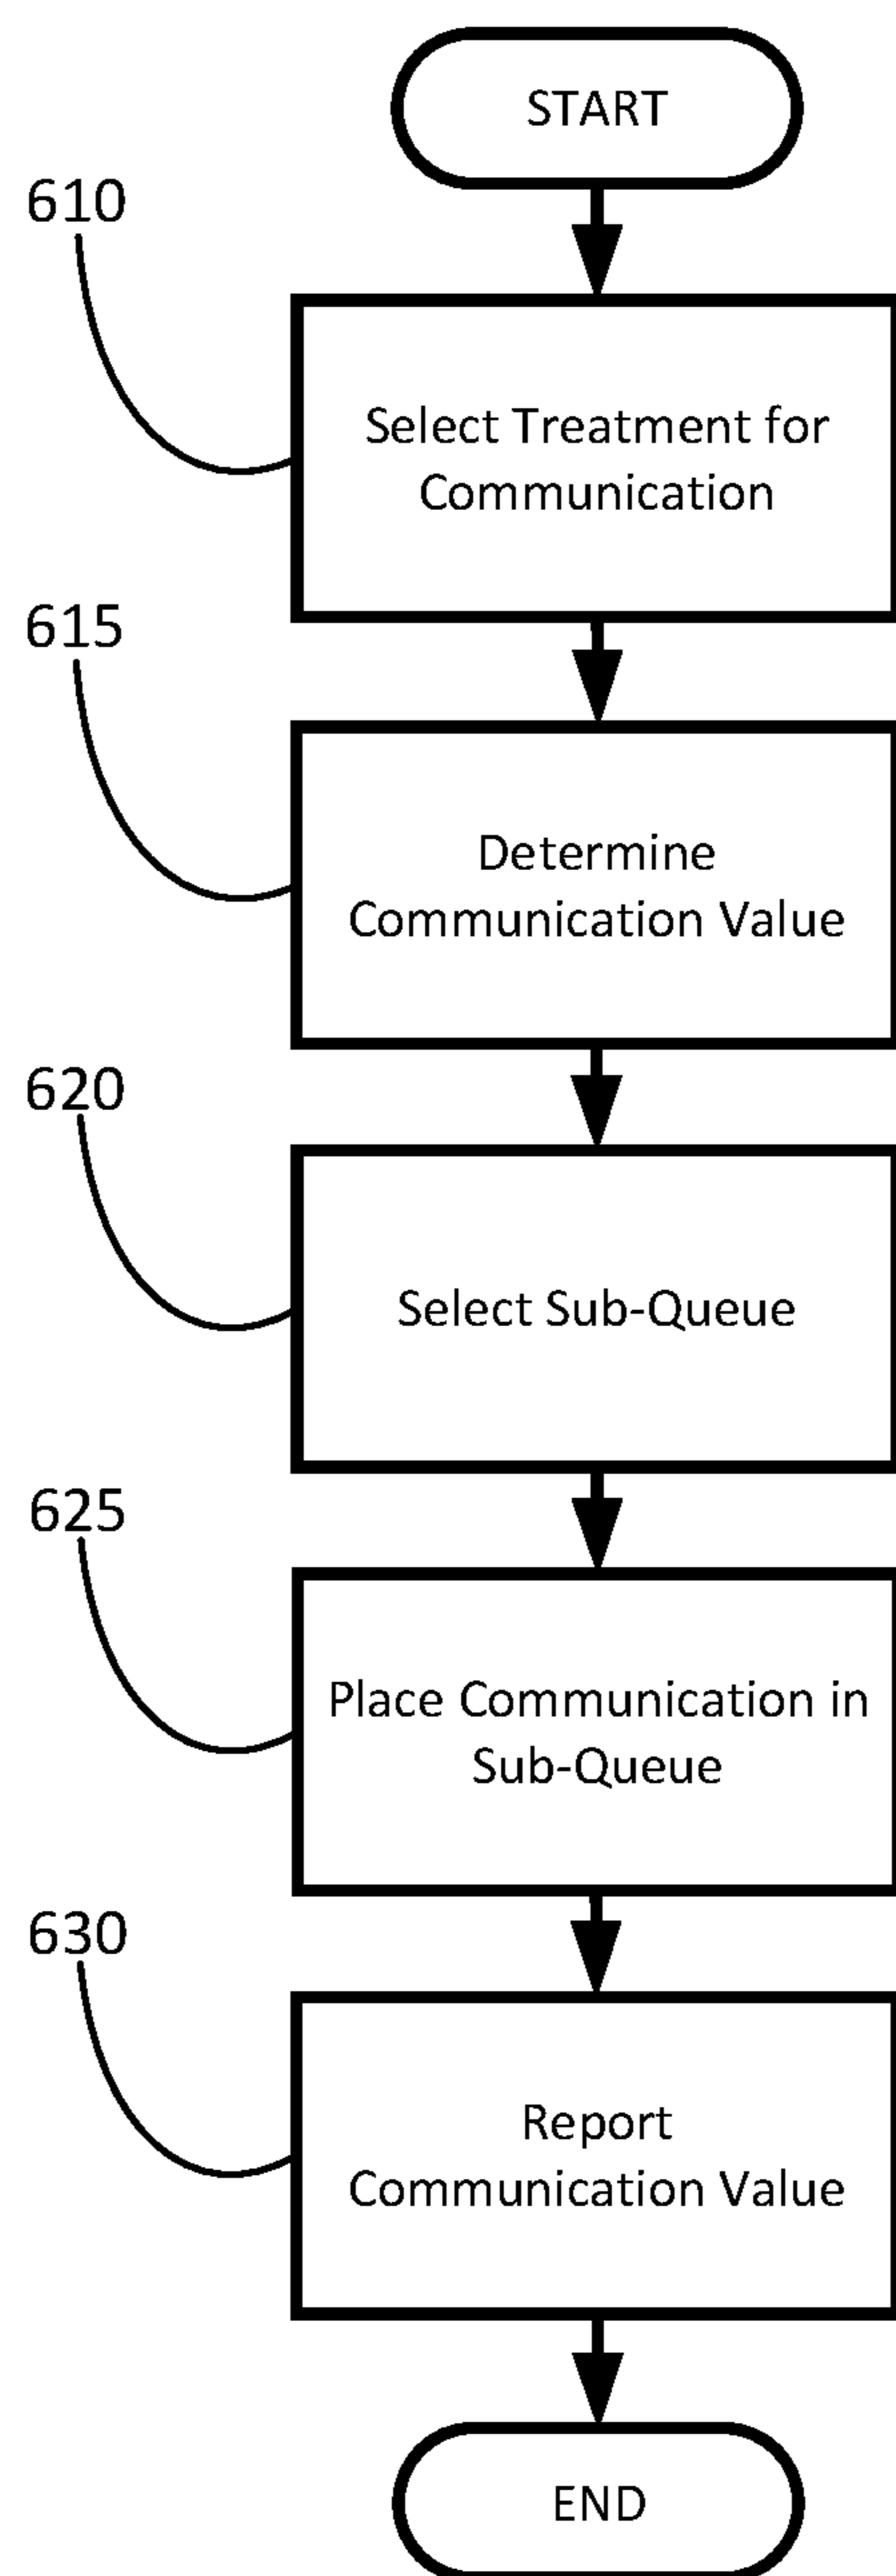 START
610
Select Treatment for
Communication
615
Determine
Communication Value
620
Select Sub-Queue
625
Place Communication in
Sub-Queue
630
Report
Communication Value
END